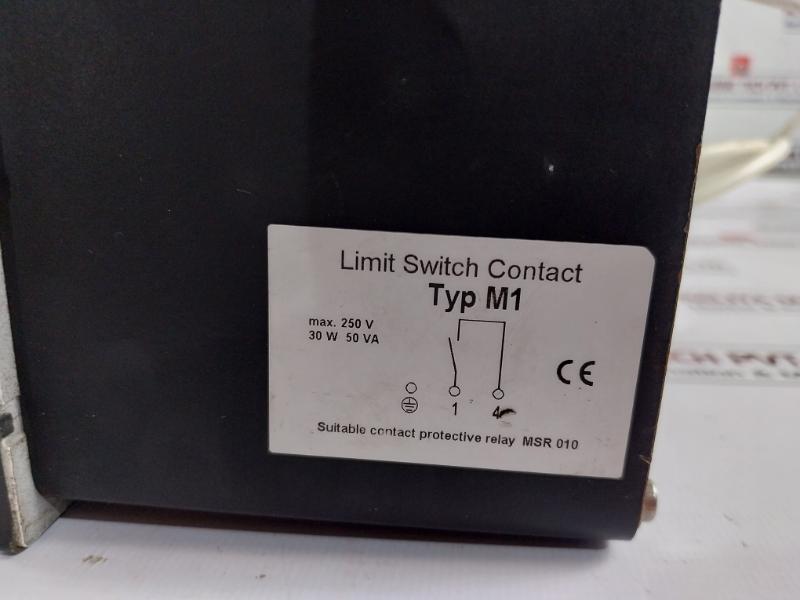 Limit Switch Contact
Typ M1
max. 250 V
30 W 50 VA
CE
1 4
Suitable contact protective relay MSR 010